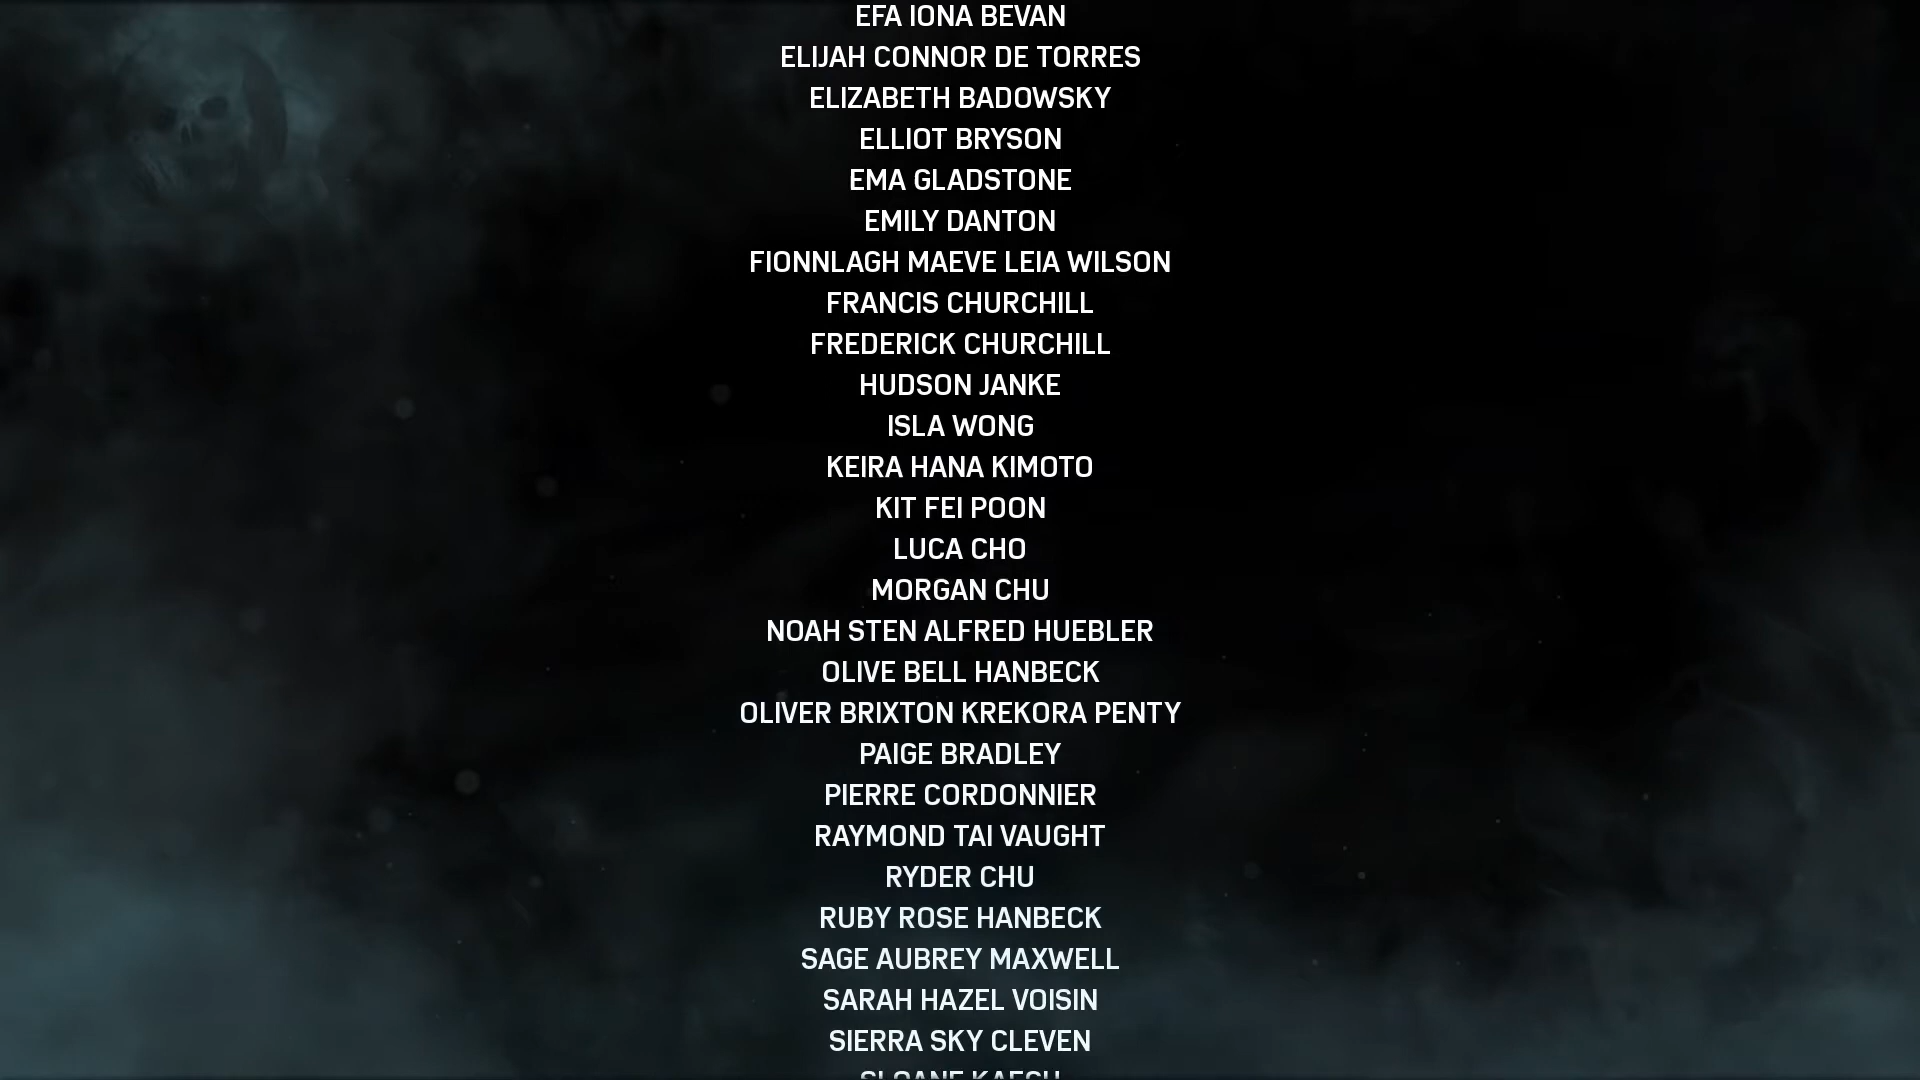 EFA IONA BEVAN
ELIJAH CONNOR DE TORRES
ELIZABETH BADOWSKY
ELLIOT BRYSON
EMA GLADSTONE
EMILY DANTON
FIONNLAGH MAEVE LEIA WILSON
FRANCIS CHURCHILL
FREDERICK CHURCHILL
HUDSON JANKE
ISLA WONG
KEIRA HANA KIMOTO
KIT FEI POON
LUCA CHO
MORGAN CHU
NOAH STEN ALFRED HUEBLER
OLIVE BELL HANBECK
OLIVER BRIXTON KREKORA PENTY
PAIGE BRADLEY
PIERRE CORDONNIER
RAYMOND TAI VAUGHT
RYDER CHU
RUBY ROSE HANBECK
SAGE AUBREY MAXWELL
SARAH HAZEL VOISIN
SIERRA SKY CLEVEN
SLOANE